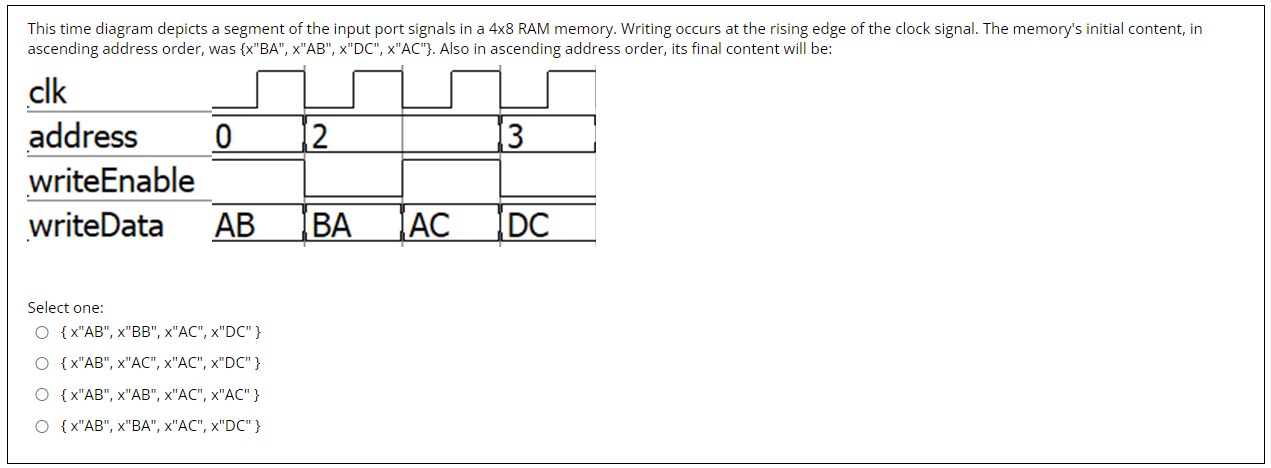 This time diagram depicts a segment of the input port signals in a 4x8 RAM memory. Writing occurs at the rising edge of the clock signal. The memory's initial content, in
ascending address order, was {x"BA", x"AB", x"DC", x"AC"}. Also in ascending address order, its final content will be:
clk
address 0 2 3
writeEnable
writeData AB BA AC DC
Select one:
{ x"AB", x"BB", x"AC", x"DC" }
{ x"AB", x"AC", x"AC", x"DC" }
{ x"AB", x"AB", x"AC", x"AC" }
{ x"AB", x"BA", x"AC", x"DC" }